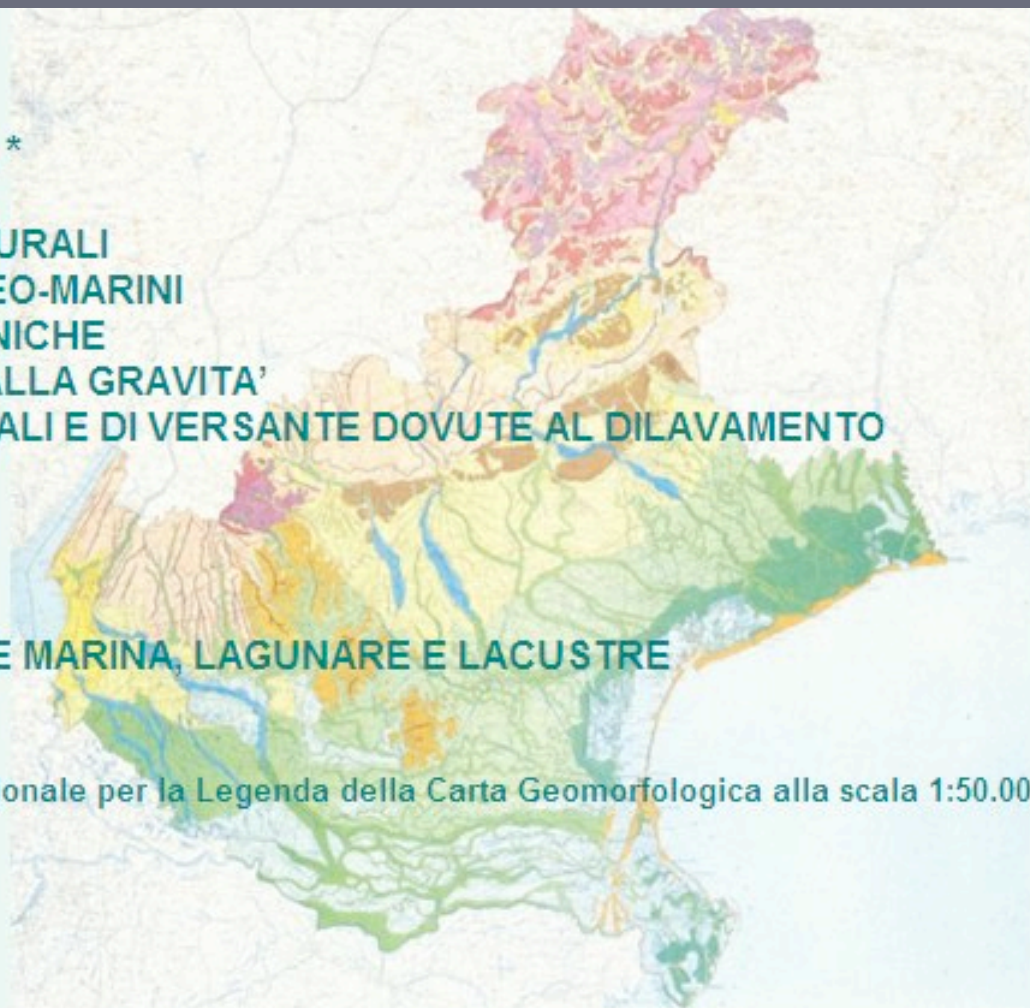 *
URALI
EO-MARINI
NICHE
ALLA GRAVITA'
ALI E DI VERSANTE DOVUTE AL DILAVAMENTO
E MARINA, LAGUNARE E LACUSTRE
onale per la Legenda della Carta Geomorfologica alla scala 1:50.00